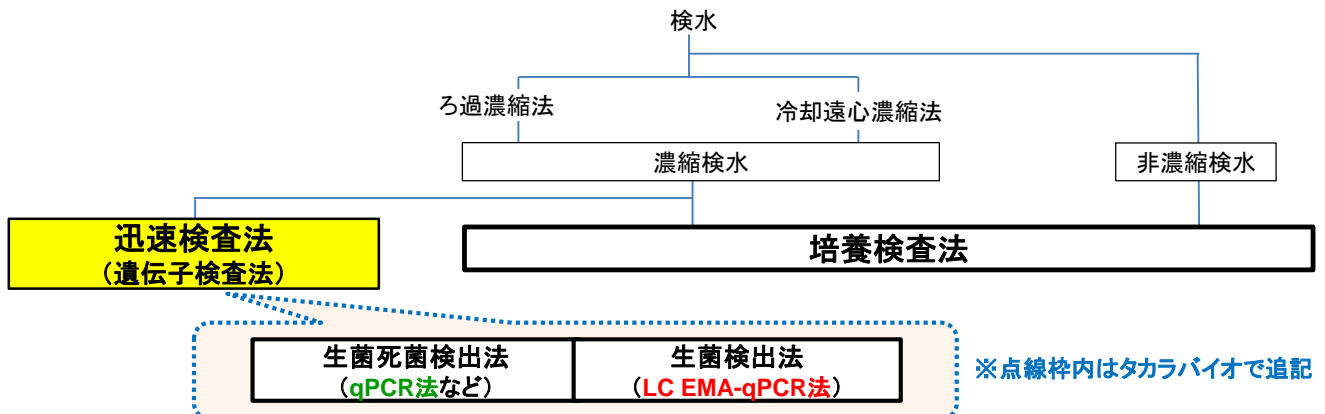 検水
ろ過濃縮法
冷却遠心濃縮法
濃縮検水
非濃縮検水
迅速検査法
（遺伝子検査法）
培養検査法
生菌死菌検出法
（qPCR法など）
生菌検出法
（LC EMA-qPCR法）
※点線枠内はタカラバイオで追記